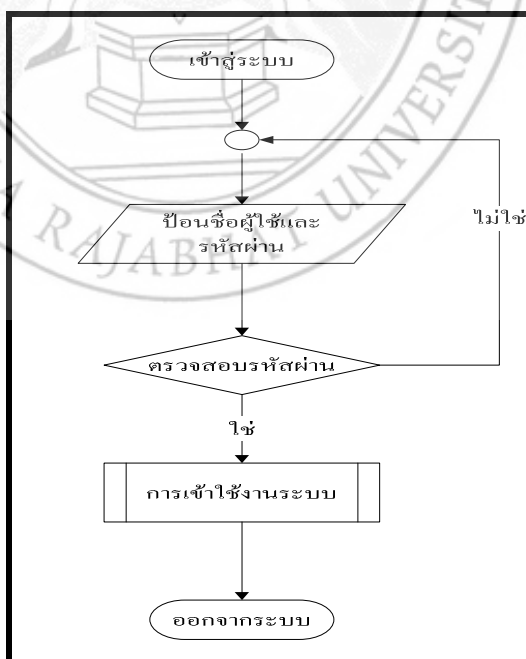 เข้าสู่ระบบ
ป้อนชื่อผู้ใช้และ
รหัสผ่าน
ไม่ใช่
ตรวจสอบรหัสผ่าน
ใช่
การเข้าใช้งานระบบ
ออกจากระบบ
RAJABHAT UNIVERSIT